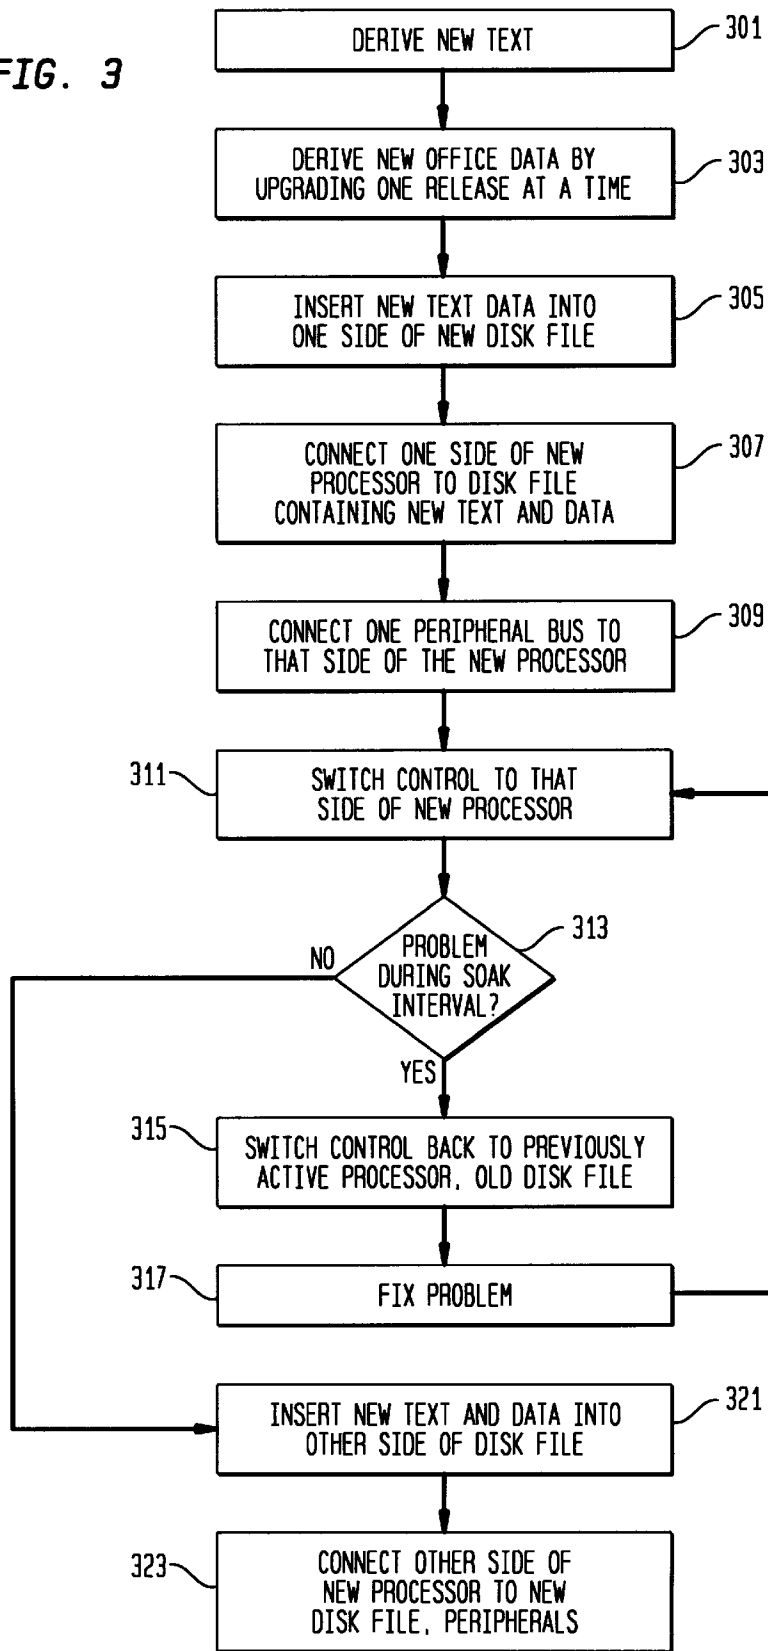 FIG. 3
DERIVE NEW TEXT
301
DERIVE NEW OFFICE DATA BY
UPGRADING ONE RELEASE AT A TIME
303
INSERT NEW TEXT DATA INTO
ONE SIDE OF NEW DISK FILE
305
CONNECT ONE SIDE OF NEW
PROCESSOR TO DISK FILE
CONTAINING NEW TEXT AND DATA
307
CONNECT ONE PERIPHERAL BUS TO
THAT SIDE OF THE NEW PROCESSOR
309
311
SWITCH CONTROL TO THAT
SIDE OF NEW PROCESSOR
PROBLEM
DURING SOAK
INTERVAL?
313
NO
YES
315
SWITCH CONTROL BACK TO PREVIOUSLY
ACTIVE PROCESSOR, OLD DISK FILE
317
FIX PROBLEM
INSERT NEW TEXT AND DATA INTO
OTHER SIDE OF DISK FILE
321
323
CONNECT OTHER SIDE OF
NEW PROCESSOR TO NEW
DISK FILE, PERIPHERALS